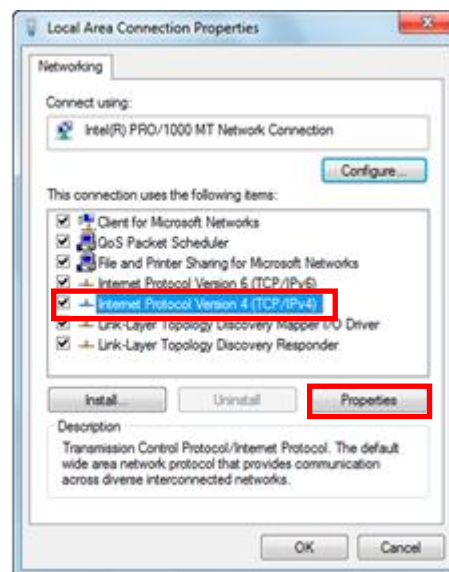 Local Area Connection Properties
Networking
Connect using:
Intel(R) PRO/1000 MT Network Connection
Configure...
This connection uses the following items:
Client for Microsoft Networks
QoS Packet Scheduler
File and Printer Sharing for Microsoft Networks
Internet Protocol Version 6 (TCP/IPv6)
Internet Protocol Version 4 (TCP/IPv4)
Link-Layer Topology Discovery Mapper I/O Driver
Link-Layer Topology Discovery Responder
Install... Uninstall Properties
Description
Transmission Control Protocol/Internet Protocol. The default
wide area network protocol that provides communication
across diverse interconnected networks.
OK Cancel